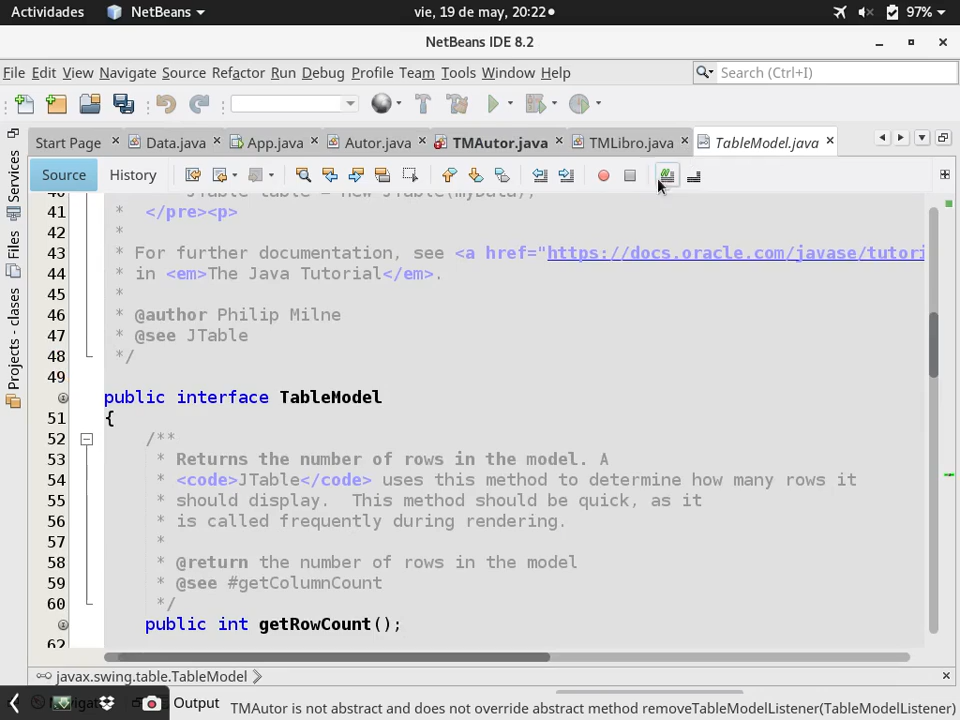 Actividades NetBeans vie, 19 de may, 20:22 97%
NetBeans IDE 8.2
File Edit View Navigate Source Refactor Run Debug Profile Team Tools Window Help Search (Ctrl+I)
Start Page Data.java App.java Autor.java TMAutor.java TMLibro.java TableModel.java
Source History
Services
Files
Projects - clases
41 * </pre><p>
42 *
43 * For further documentation, see <a href="https://docs.oracle.com/javase/tutori
44 * in <em>The Java Tutorial</em>.
45 *
46 * @author Philip Milne
47 * @see JTable
48 */
49
public interface TableModel
51 {
52 /**
53 * Returns the number of rows in the model. A
54 * <code>JTable</code> uses this method to determine how many rows it
55 * should display. This method should be quick, as it
56 * is called frequently during rendering.
57 *
58 * @return the number of rows in the model
59 * @see #getColumnCount
60 */
public int getRowCount();
62
javax.swing.table.TableModel
Output TMAutor is not abstract and does not override abstract method removeTableModelListener(TableModelListener)